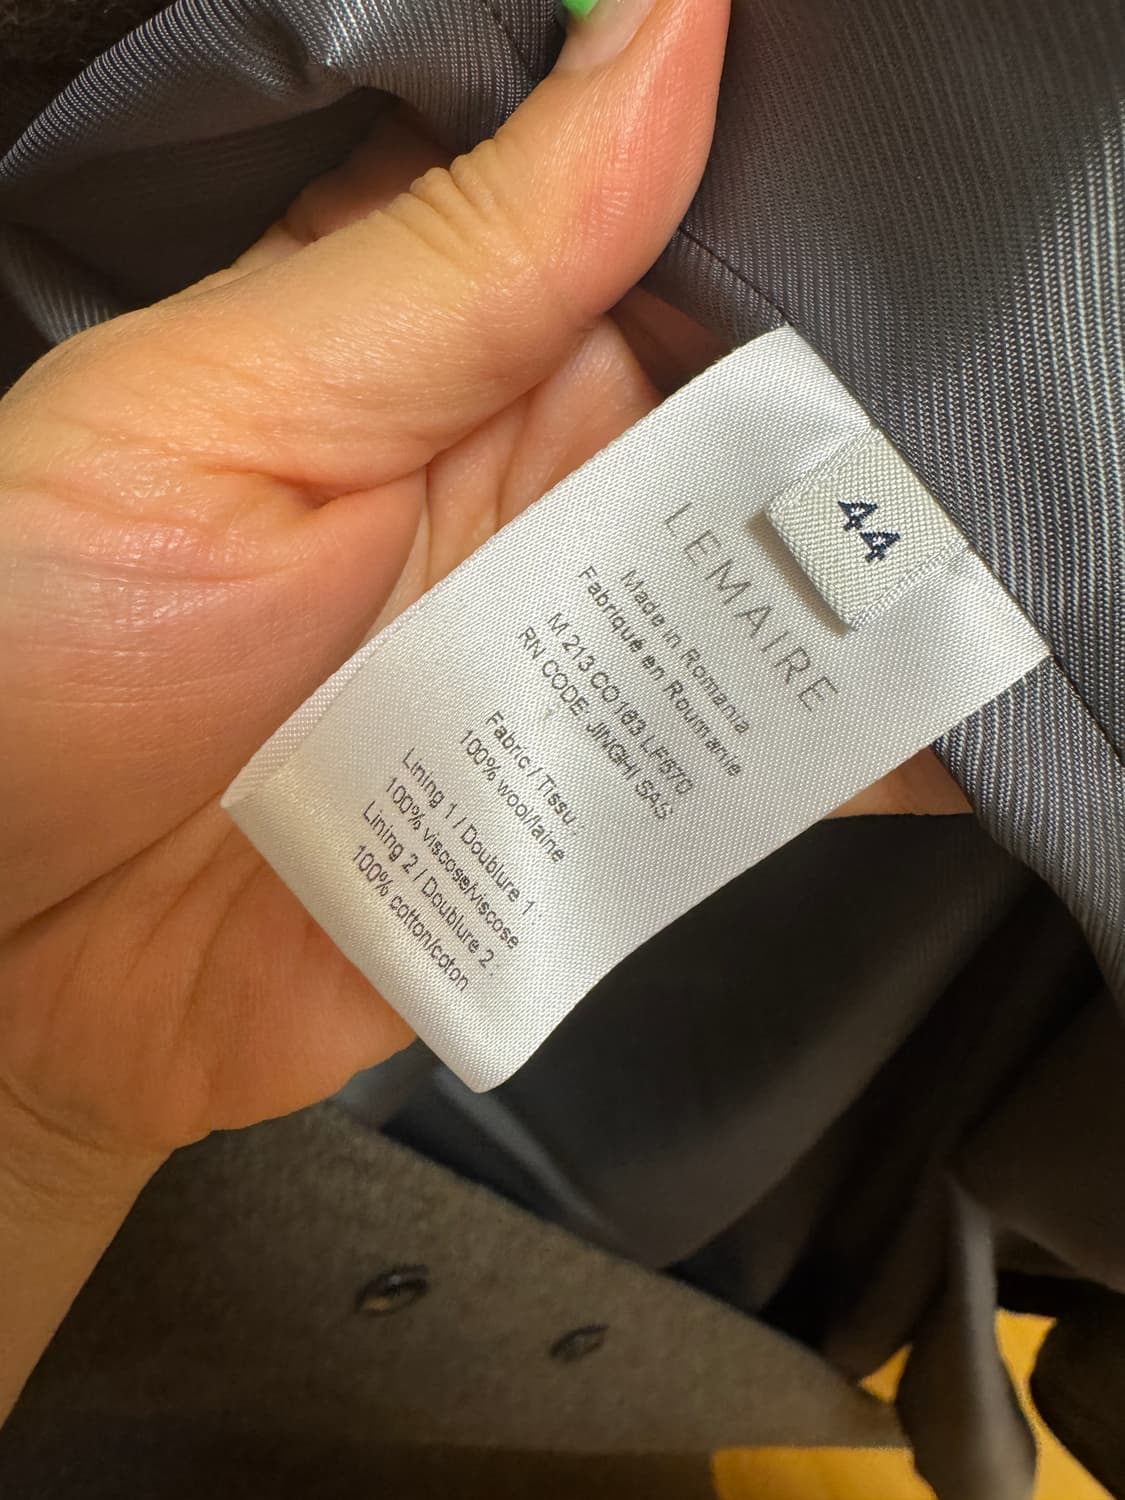 44
LEMAIRE
Made in Romania
Fabriqué en Roumanie
M 213 CO163 LF670
RN CODE JINGHI SAS
Fabric / Tissu:
100% wool/laine
Lining 1 / Doublure 1:
100% viscose/viscose
Lining 2 / Doublure 2:
100% cotton/coton